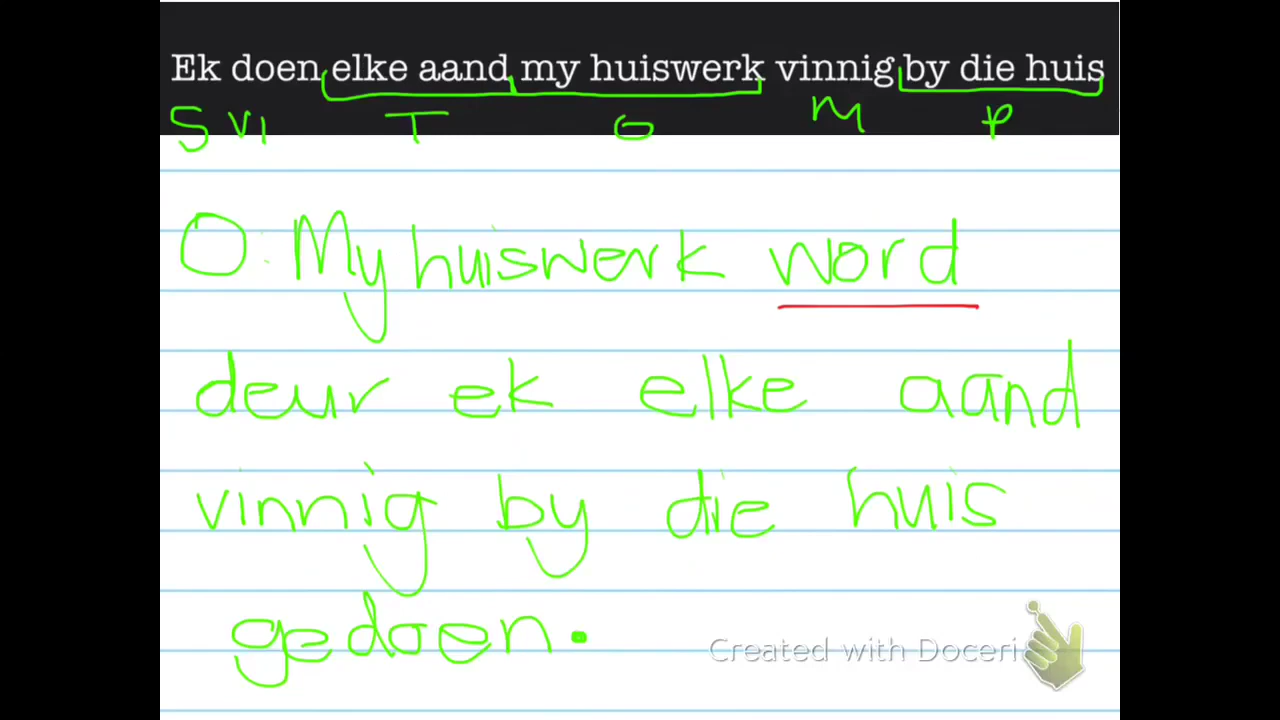 Ek doen elke aand my huiswerk vinnig by die huis
S V1 T O M P
O: My huiswerk word
deur ek elke aand
vinnig by die huis
gedoen.
Created with Doceri